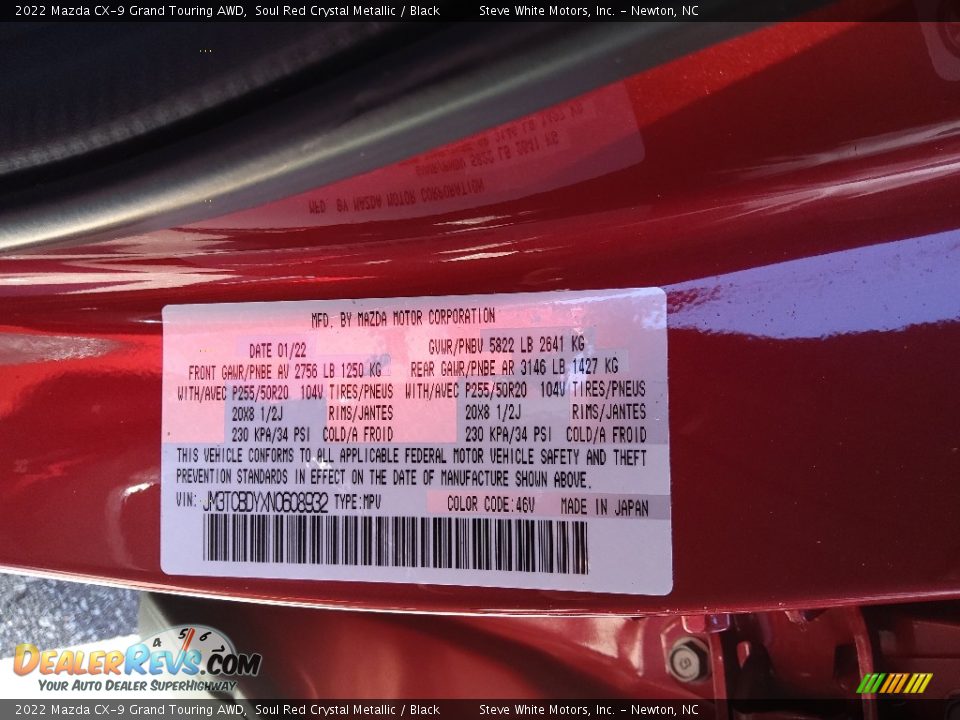 2022 Mazda CX-9 Grand Touring AWD, Soul Red Crystal Metallic / Black Steve White Motors, Inc. - Newton, NC
MFD. BY MAZDA MOTOR CORPORATION
DATE 01/22 GVWR/PNBV 5822 LB 2641 KG
FRONT GAWR/PNBE AV 2756 LB 1250 KG REAR GAWR/PNBE AR 3146 LB 1427 KG
WITH/AVEC P255/50R20 104V TIRES/PNEUS WITH/AVEC P255/50R20 104V TIRES/PNEUS
20X8 1/2J RIMS/JANTES 20X8 1/2J RIMS/JANTES
230 KPA/34 PSI COLD/A FROID 230 KPA/34 PSI COLD/A FROID
THIS VEHICLE CONFORMS TO ALL APPLICABLE FEDERAL MOTOR VEHICLE SAFETY AND THEFT
PREVENTION STANDARDS IN EFFECT ON THE DATE OF MANUFACTURE SHOWN ABOVE.
VIN: JM3TCBDYXN0608932 TYPE:MPV COLOR CODE:46V MADE IN JAPAN
4 5 6
DEALERREVS.COM
YOUR AUTO DEALER SUPERHIGHWAY
2022 Mazda CX-9 Grand Touring AWD, Soul Red Crystal Metallic / Black Steve White Motors, Inc. - Newton, NC